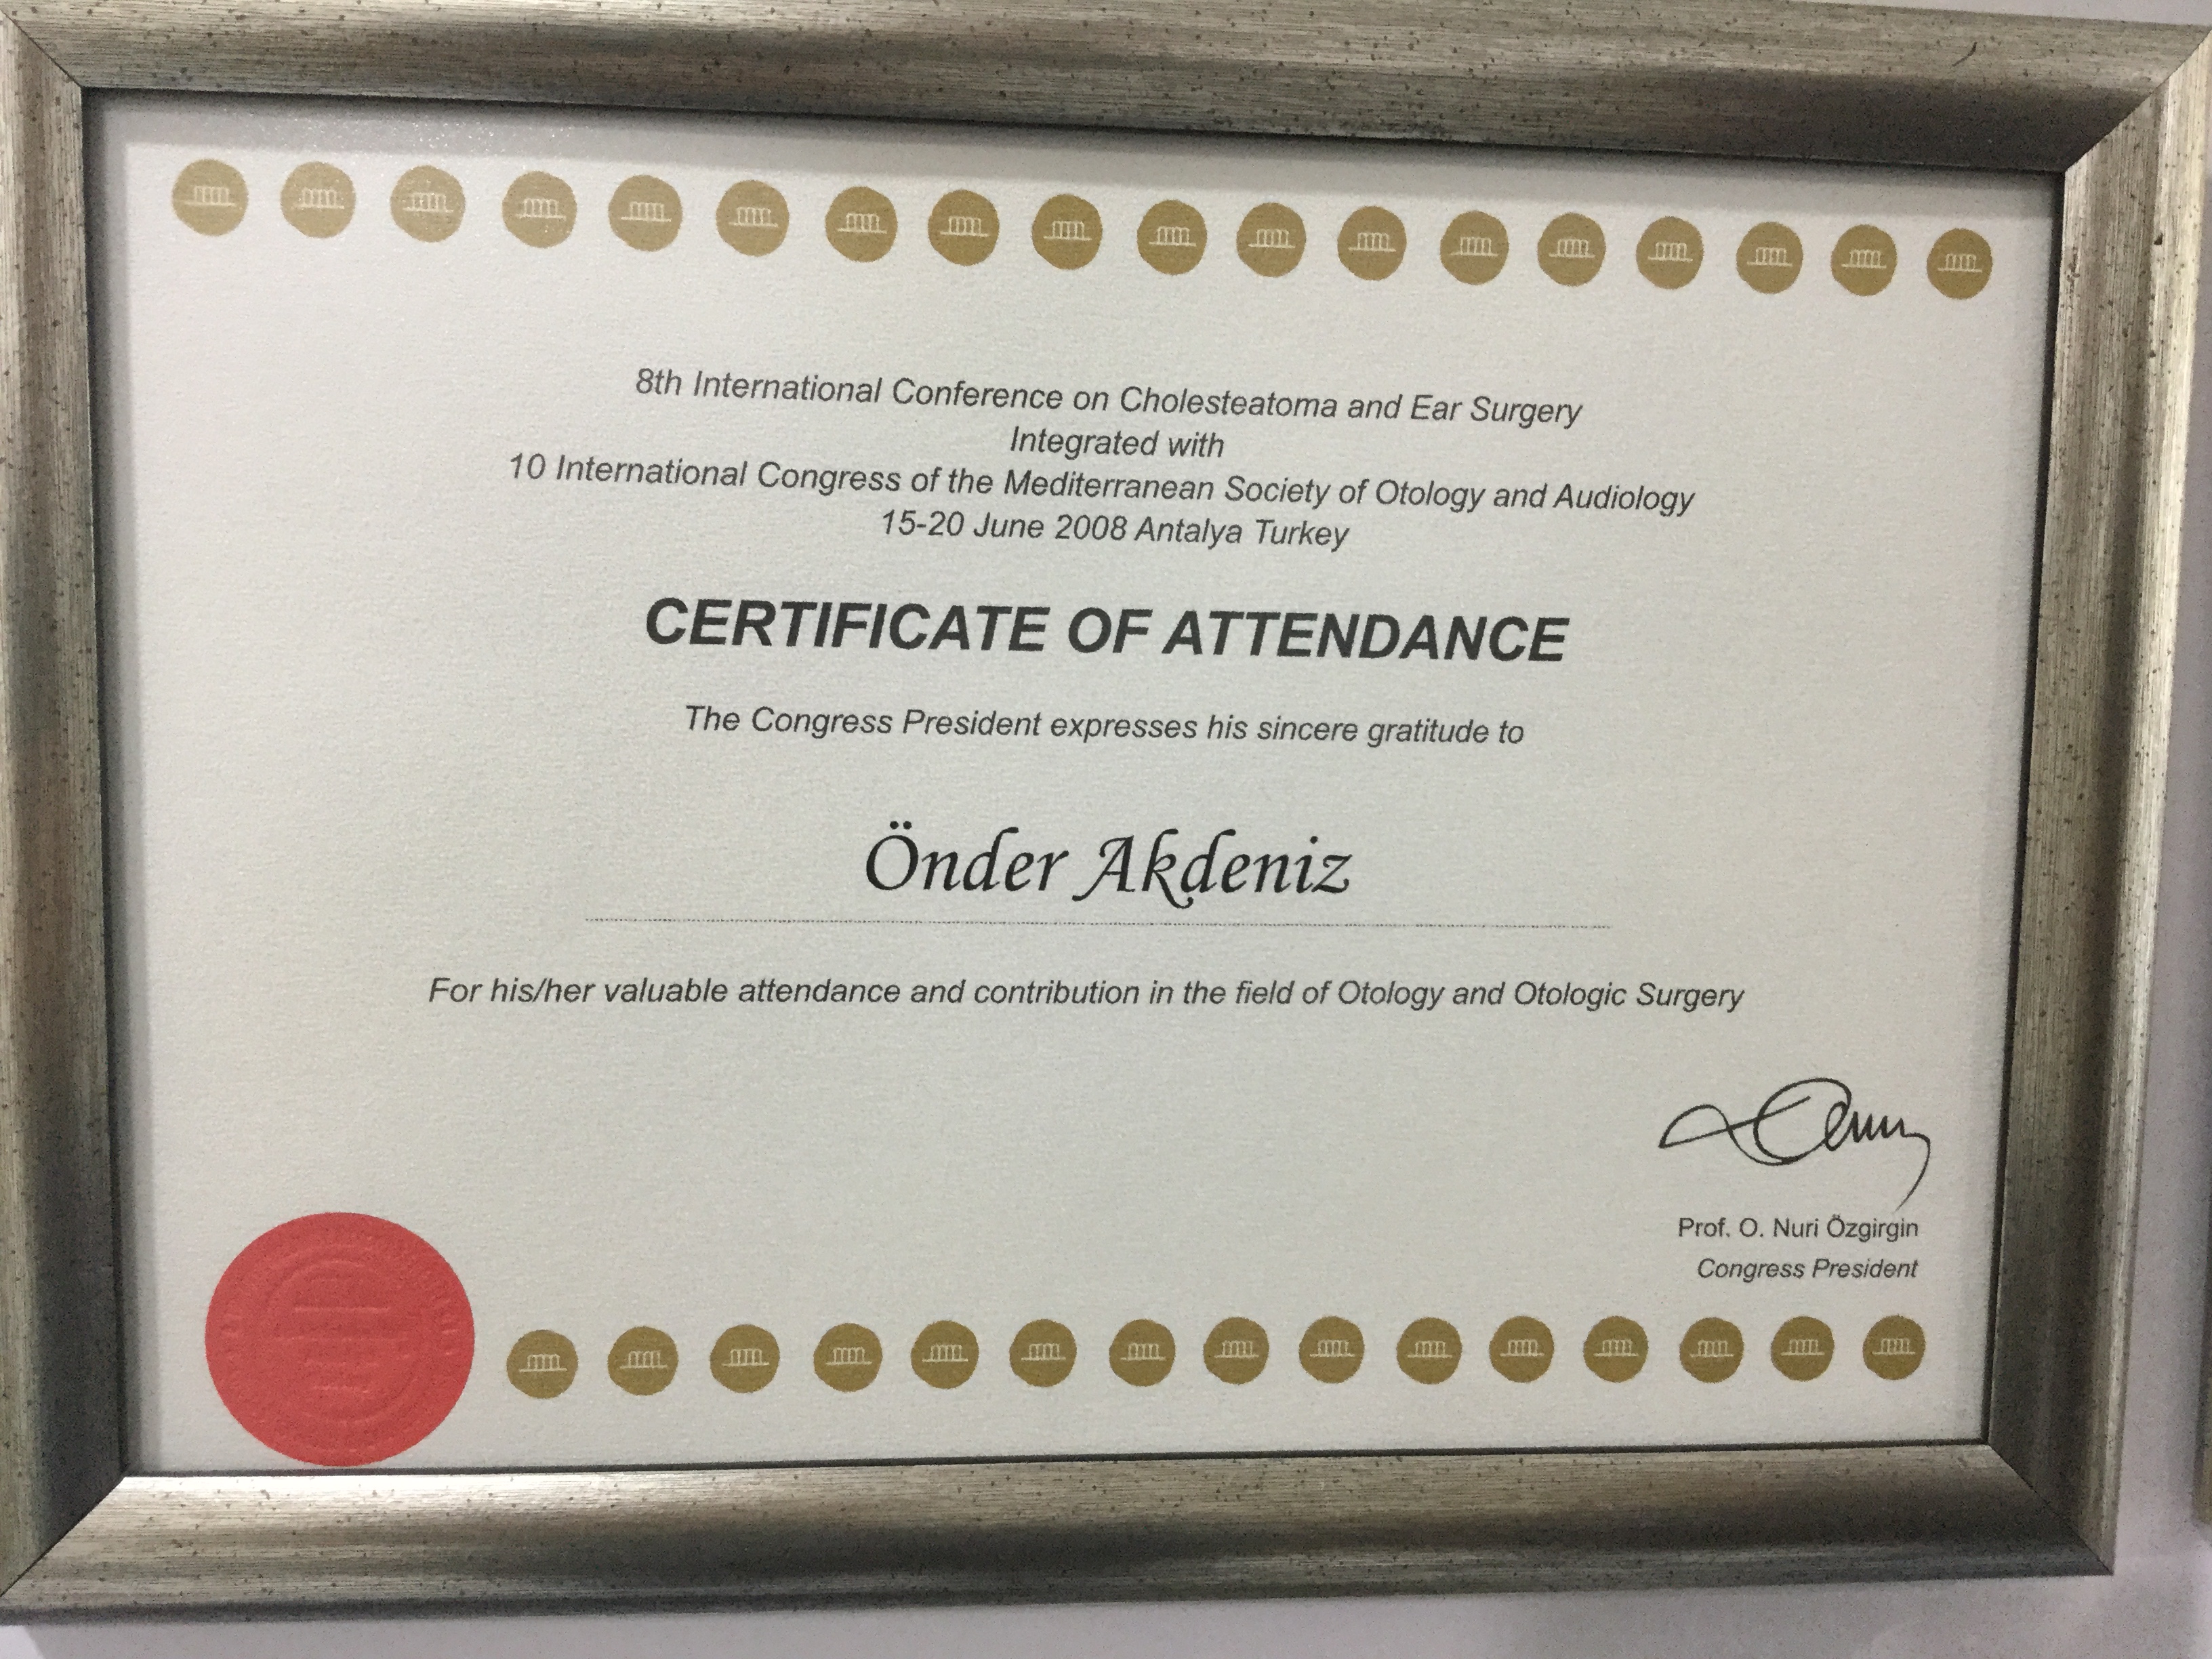 8th International Conference on Cholesteatoma and Ear Surgery
Integrated with
10 International Congress of the Mediterranean Society of Otology and Audiology
15-20 June 2008 Antalya Turkey
CERTIFICATE OF ATTENDANCE
The Congress President expresses his sincere gratitude to
Önder Akdeniz
For his/her valuable attendance and contribution in the field of Otology and Otologic Surgery
Prof. O. Nuri Özgirgin
Congress President